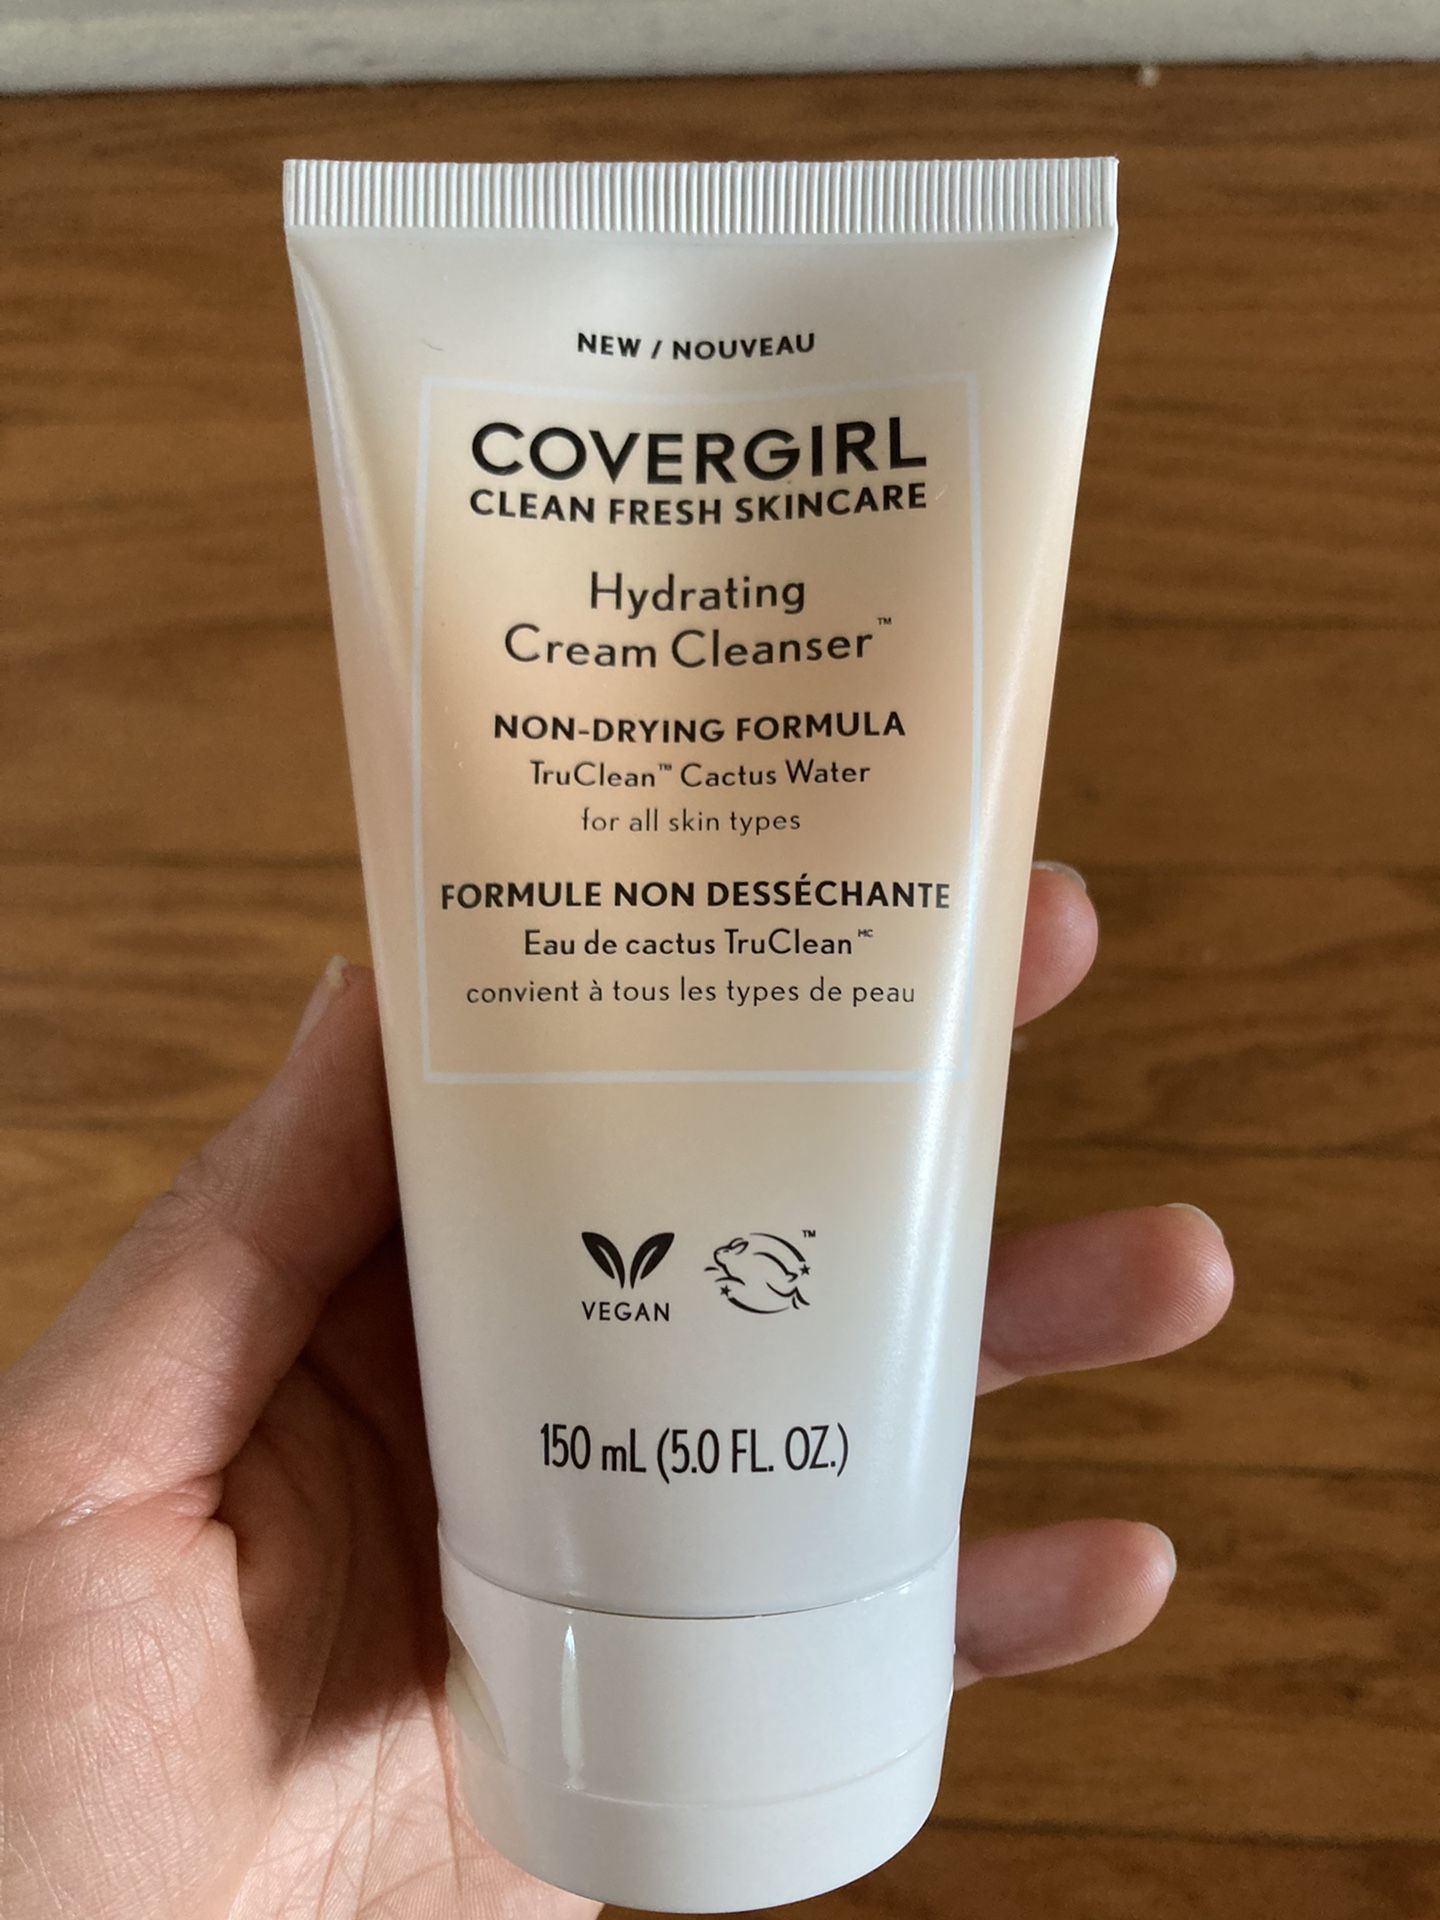 NEW / NOUVEAU
COVERGIRL
CLEAN FRESH SKINCARE
Hydrating
Cream Cleanser™
NON-DRYING FORMULA
TruClean™ Cactus Water
for all skin types
FORMULE NON DESSÉCHANTE
Eau de cactus TruClean MC
convient à tous les types de peau
TM
VEGAN
150 mL (5.0 FL. OZ.)